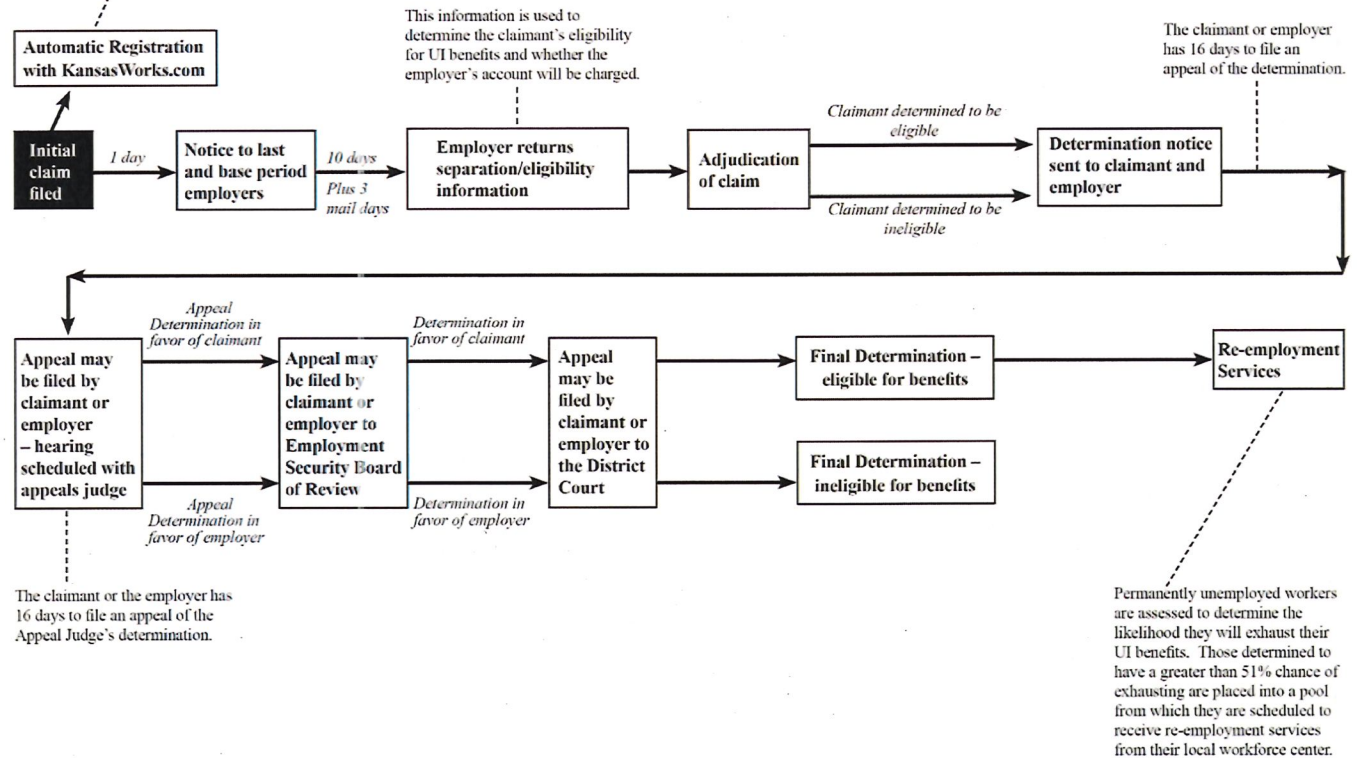 This information is used to
determine the claimant's eligibility
for UI benefits and whether the
employer's account will be charged.
The claimant or employer
has 16 days to file an
appeal of the determination.
Automatic Registration
with KansasWorks.com
Initial
claim
filed
1 day
Notice to last
and base period
employers
10 days
Plus 3
mail days
Employer returns
separation/eligibility
information
Adjudication
of claim
Claimant determined to be
eligible
Claimant determined to be
ineligible
Determination notice
sent to claimant and
employer
Appeal may
be filed by
claimant or
employer
– hearing
scheduled with
appeals judge
Appeal
Determination in
favor of claimant
Appeal
Determination in
favor of employer
Appeal may
be filed by
claimant or
employer to
Employment
Security Board
of Review
Determination in
favor of claimant
Determination in
favor of employer
Appeal
may be
filed by
claimant or
employer to
the District
Court
Final Determination –
eligible for benefits
Final Determination –
ineligible for benefits
Re-employment
Services
The claimant or the employer has
16 days to file an appeal of the
Appeal Judge's determination.
Permanently unemployed workers
are assessed to determine the
likelihood they will exhaust their
UI benefits. Those determined to
have a greater than 51% chance of
exhausting are placed into a pool
from which they are scheduled to
receive re-employment services
from their local workforce center.